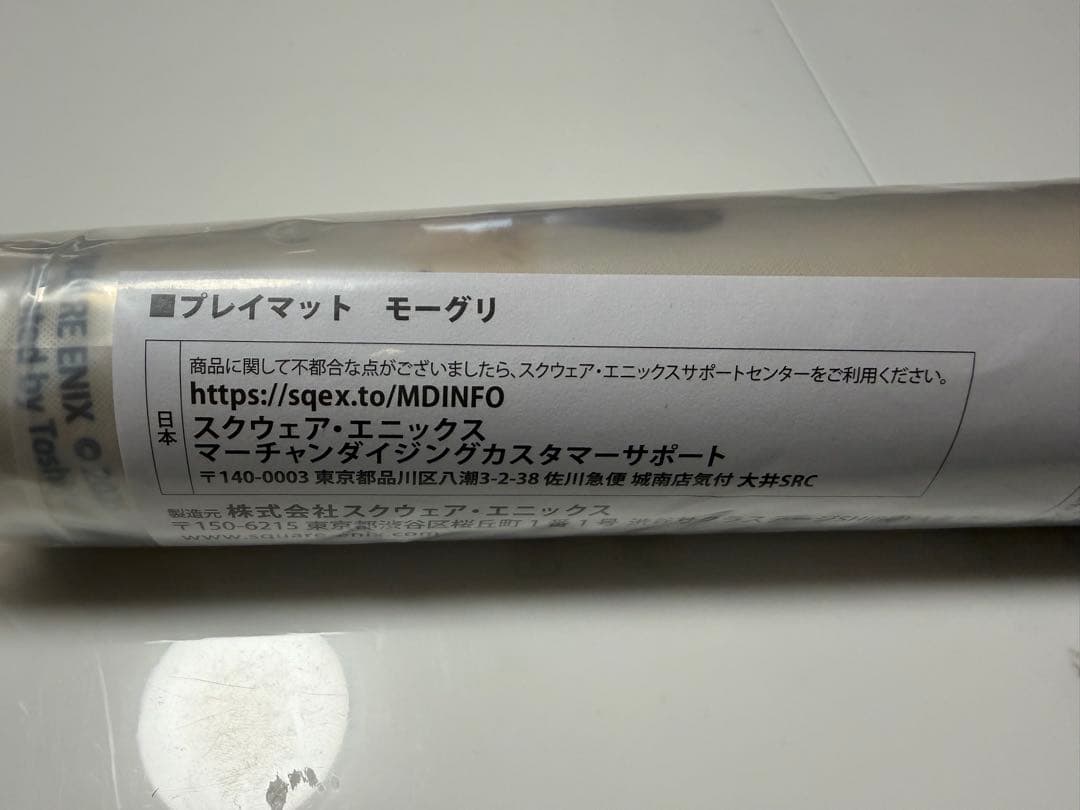 ■プレイマット　モーグリ
日本
商品に関して不都合な点がございましたら、スクウェア・エニックスサポートセンターをご利用ください。
https://sqex.to/MDINFO
スクウェア・エニックス
マーチャンダイジングカスタマーサポート
〒140-0003 東京都品川区八潮3-2-38 佐川急便 城南店気付 大井SRC
製造元 株式会社スクウェア・エニックス
〒150-6215 東京都渋谷区桜丘町1番1号
www.square-enix.com
RE ENIX ©
by